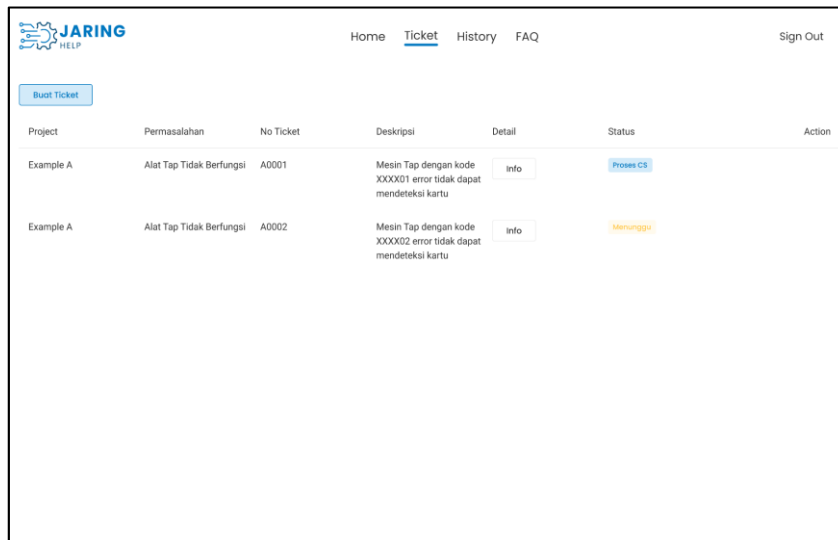 JARING
HELP
Home Ticket History FAQ Sign Out
Buat Ticket
Project Permasalahan No Ticket Deskripsi Detail Status Action
Example A Alat Tap Tidak Berfungsi A0001 Mesin Tap dengan kode Info Proses CS
XXXX01 error tidak dapat
mendeteksi kartu
Example A Alat Tap Tidak Berfungsi A0002 Mesin Tap dengan kode Info Menunggu
XXXX02 error tidak dapat
mendeteksi kartu